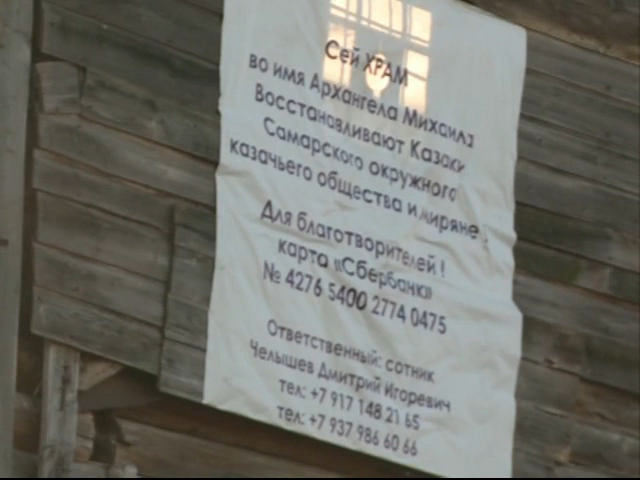 Сей ХРАМ
во имя Архангела Михаила
Восстанавливают Казаки
Самарского окружного
казачьего общества и миряне
Для благотворителей!
карта «Сбербанк»
№ 4276 5400 2774 0475
Ответственный: сотник
Челышев Дмитрий Игоревич
тел: +7 917 148 21 65
тел: +7 937 986 60 66